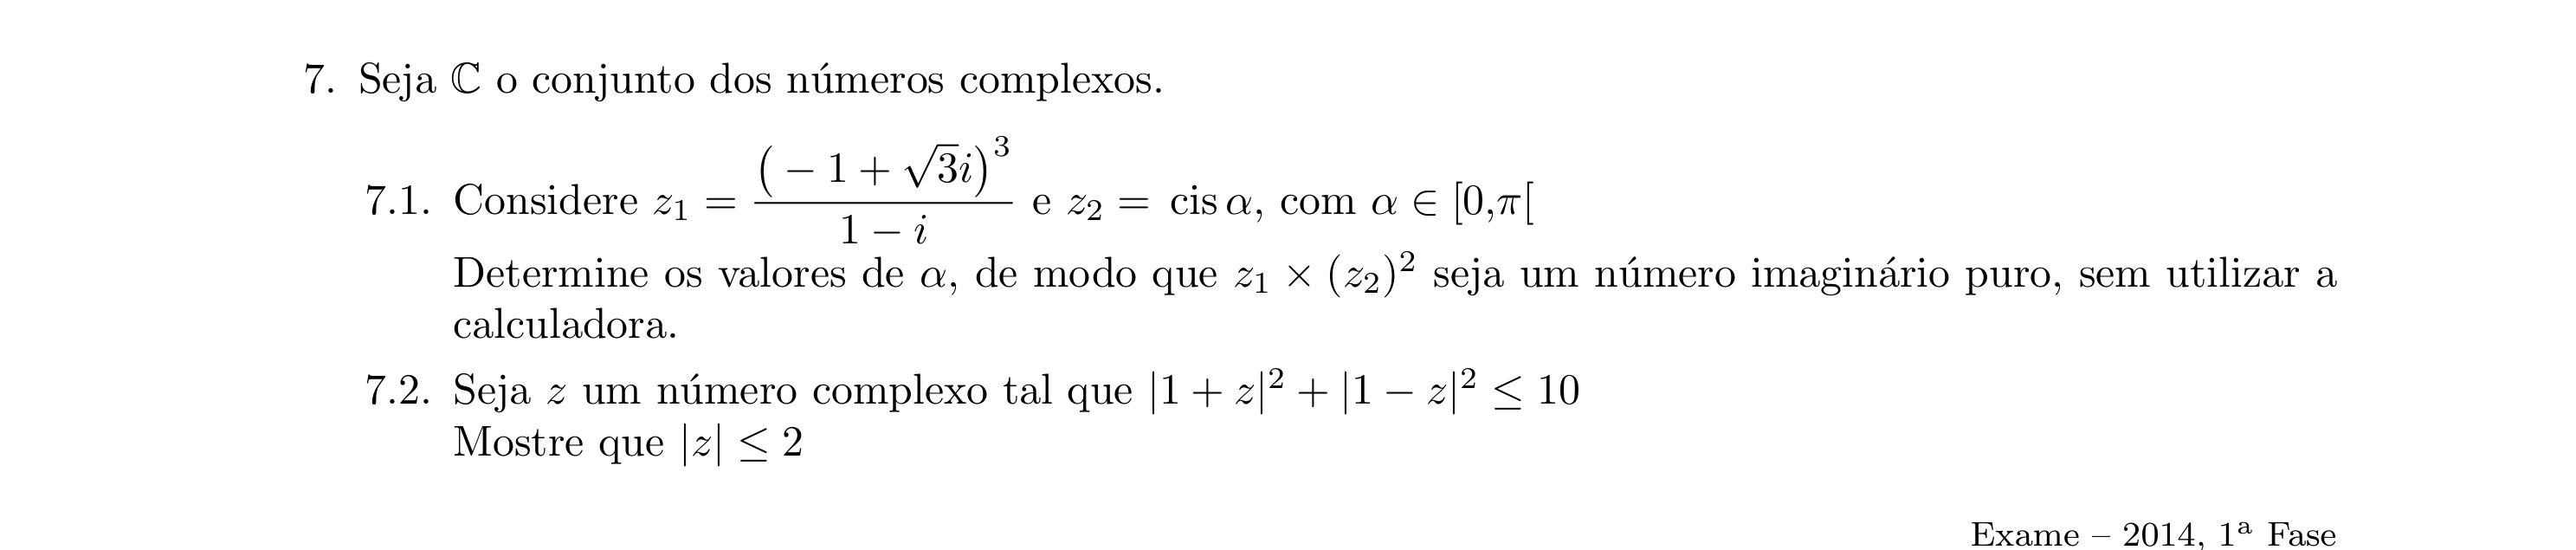 7. Seja ℂ o conjunto dos números complexos.
7.1. Considere $z_1 = \frac{\left(-1+\sqrt{3}i\right)^3}{1-i}$ e $z_2 = \operatorname{cis}\alpha$, com $\alpha \in [0,\pi[$
Determine os valores de $\alpha$, de modo que $z_1 \times (z_2)^2$ seja um número imaginário puro, sem utilizar a
calculadora.
7.2. Seja $z$ um número complexo tal que $|1+z|^2 + |1-z|^2 \leq 10$
Mostre que $|z| \leq 2$
Exame – 2014, 1ª Fase